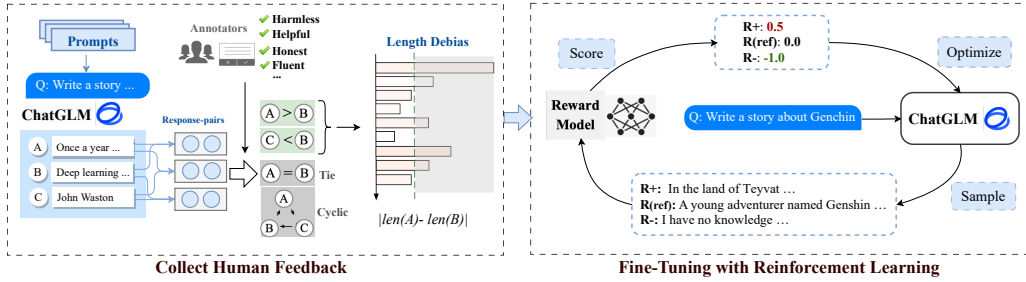 Prompts
Q: Write a story ...
ChatGLM
A Once a year ...
B Deep learning ...
C John Waston
Response-pairs
Annotators
Harmless
Helpful
Honest
Fluent
...
A > B
C < B
A = B
Tie
Cyclic
A
B C
Length Debias
|len(A)- len(B)|
Collect Human Feedback
Score
R+: 0.5
R(ref): 0.0
R-: -1.0
Optimize
Reward
Model
Q: Write a story about Genchin
ChatGLM
R+: In the land of Teyvat ...
R(ref): A young adventurer named Genshin ...
R-: I have no knowledge ...
Sample
Fine-Tuning with Reinforcement Learning